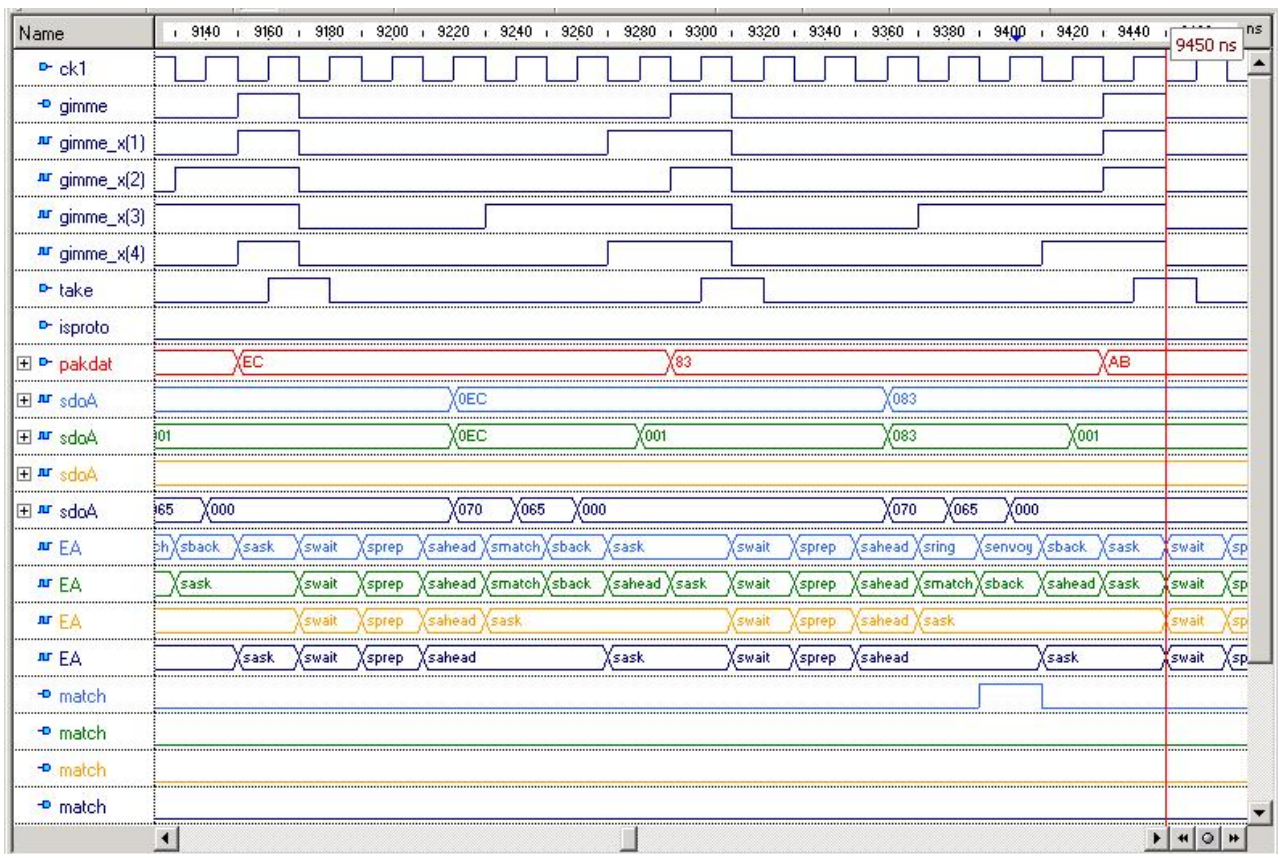 Name 9140 9160 9180 9200 9220 9240 9260 9280 9300 9320 9340 9360 9380 9400 9420 9440 ns
9450 ns
ck1
gimme
gimme_x(1)
gimme_x(2)
gimme_x(3)
gimme_x(4)
take
isproto
pakdat EC 83 AB
sdoA 0EC 083
sdoA 001 0EC 001 083 001
sdoA
sdoA 065 000 070 065 000 070 065 000
EA sback sask swait sprep sahead smatch sback sask swait sprep sahead sring senvoy sback sask swait sp
EA sask swait sprep sahead smatch sback sahead sask swait sprep sahead smatch sback sahead sask swait sp
EA swait sprep sahead sask swait sprep sahead sask swait sp
EA sask swait sprep sahead sask swait sprep sahead sask swait sp
match
match
match
match